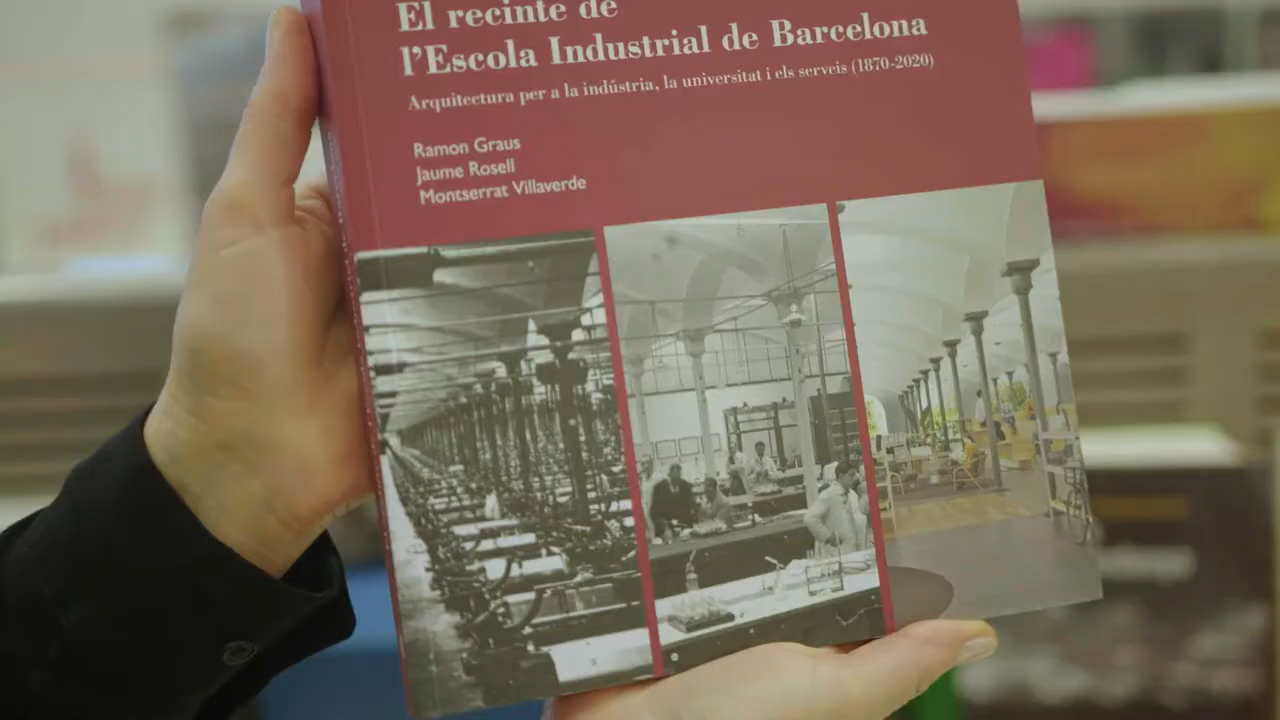 El recinte de
l'Escola Industrial de Barcelona
Arquitectura per a la indústria, la universitat i els serveis (1870-2020)
Ramon Graus
Jaume Rosell
Montserrat Villaverde